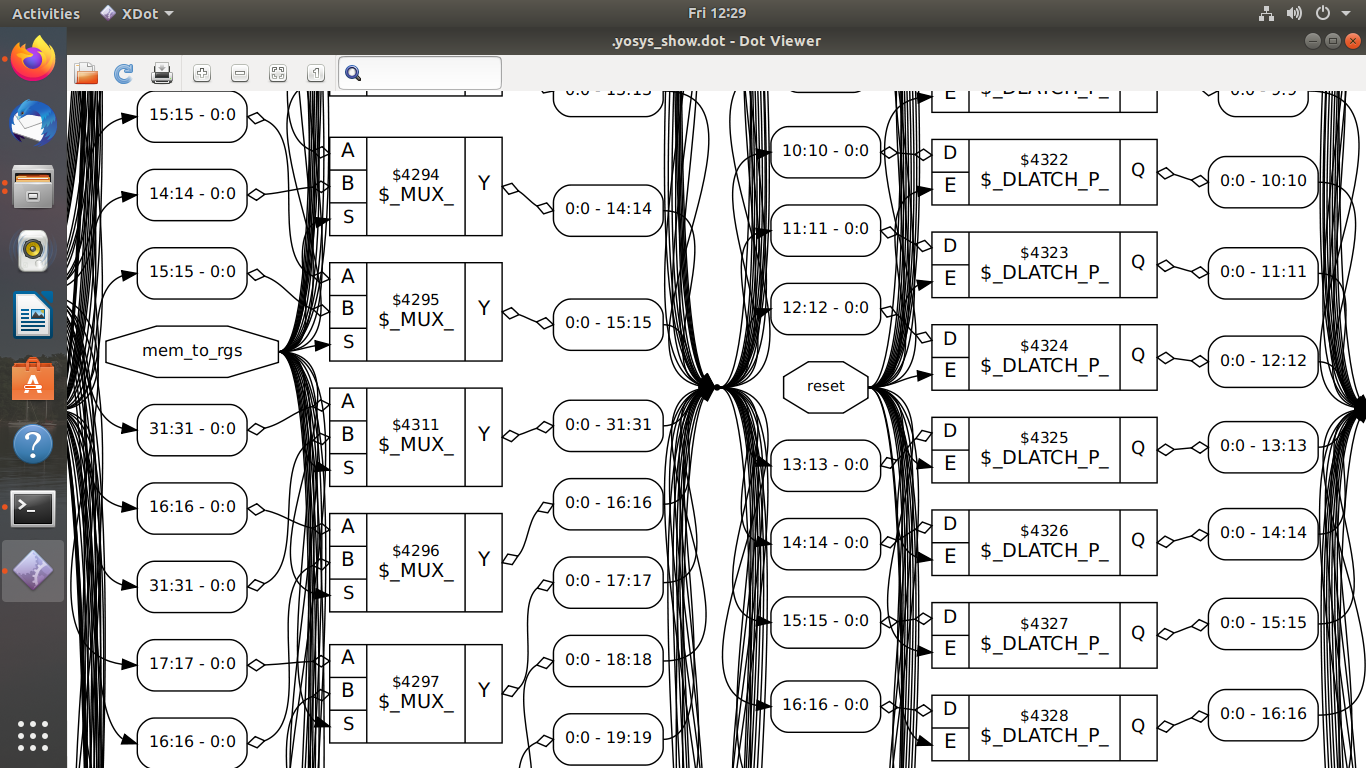 Activities
XDot
Fri 12:29
.yosys_show.dot - Dot Viewer
15:15 - 0:0
14:14 - 0:0
15:15 - 0:0
mem_to_rgs
31:31 - 0:0
16:16 - 0:0
31:31 - 0:0
17:17 - 0:0
16:16 - 0:0
A
B
S
$4294
$_MUX_
Y
A
B
S
$4295
$_MUX_
Y
A
B
S
$4311
$_MUX_
Y
A
B
S
$4296
$_MUX_
Y
A
B
S
$4297
$_MUX_
Y
0:0 - 14:14
0:0 - 15:15
0:0 - 31:31
0:0 - 16:16
0:0 - 17:17
0:0 - 18:18
0:0 - 19:19
10:10 - 0:0
11:11 - 0:0
12:12 - 0:0
reset
13:13 - 0:0
14:14 - 0:0
15:15 - 0:0
16:16 - 0:0
E
$_DLATCH_P_
D
E
$4322
$_DLATCH_P_
Q
D
E
$4323
$_DLATCH_P_
Q
D
E
$4324
$_DLATCH_P_
Q
D
E
$4325
$_DLATCH_P_
Q
D
E
$4326
$_DLATCH_P_
Q
D
E
$4327
$_DLATCH_P_
Q
D
E
$4328
$_DLATCH_P_
Q
0:0 - 10:10
0:0 - 11:11
0:0 - 12:12
0:0 - 13:13
0:0 - 14:14
0:0 - 15:15
0:0 - 16:16